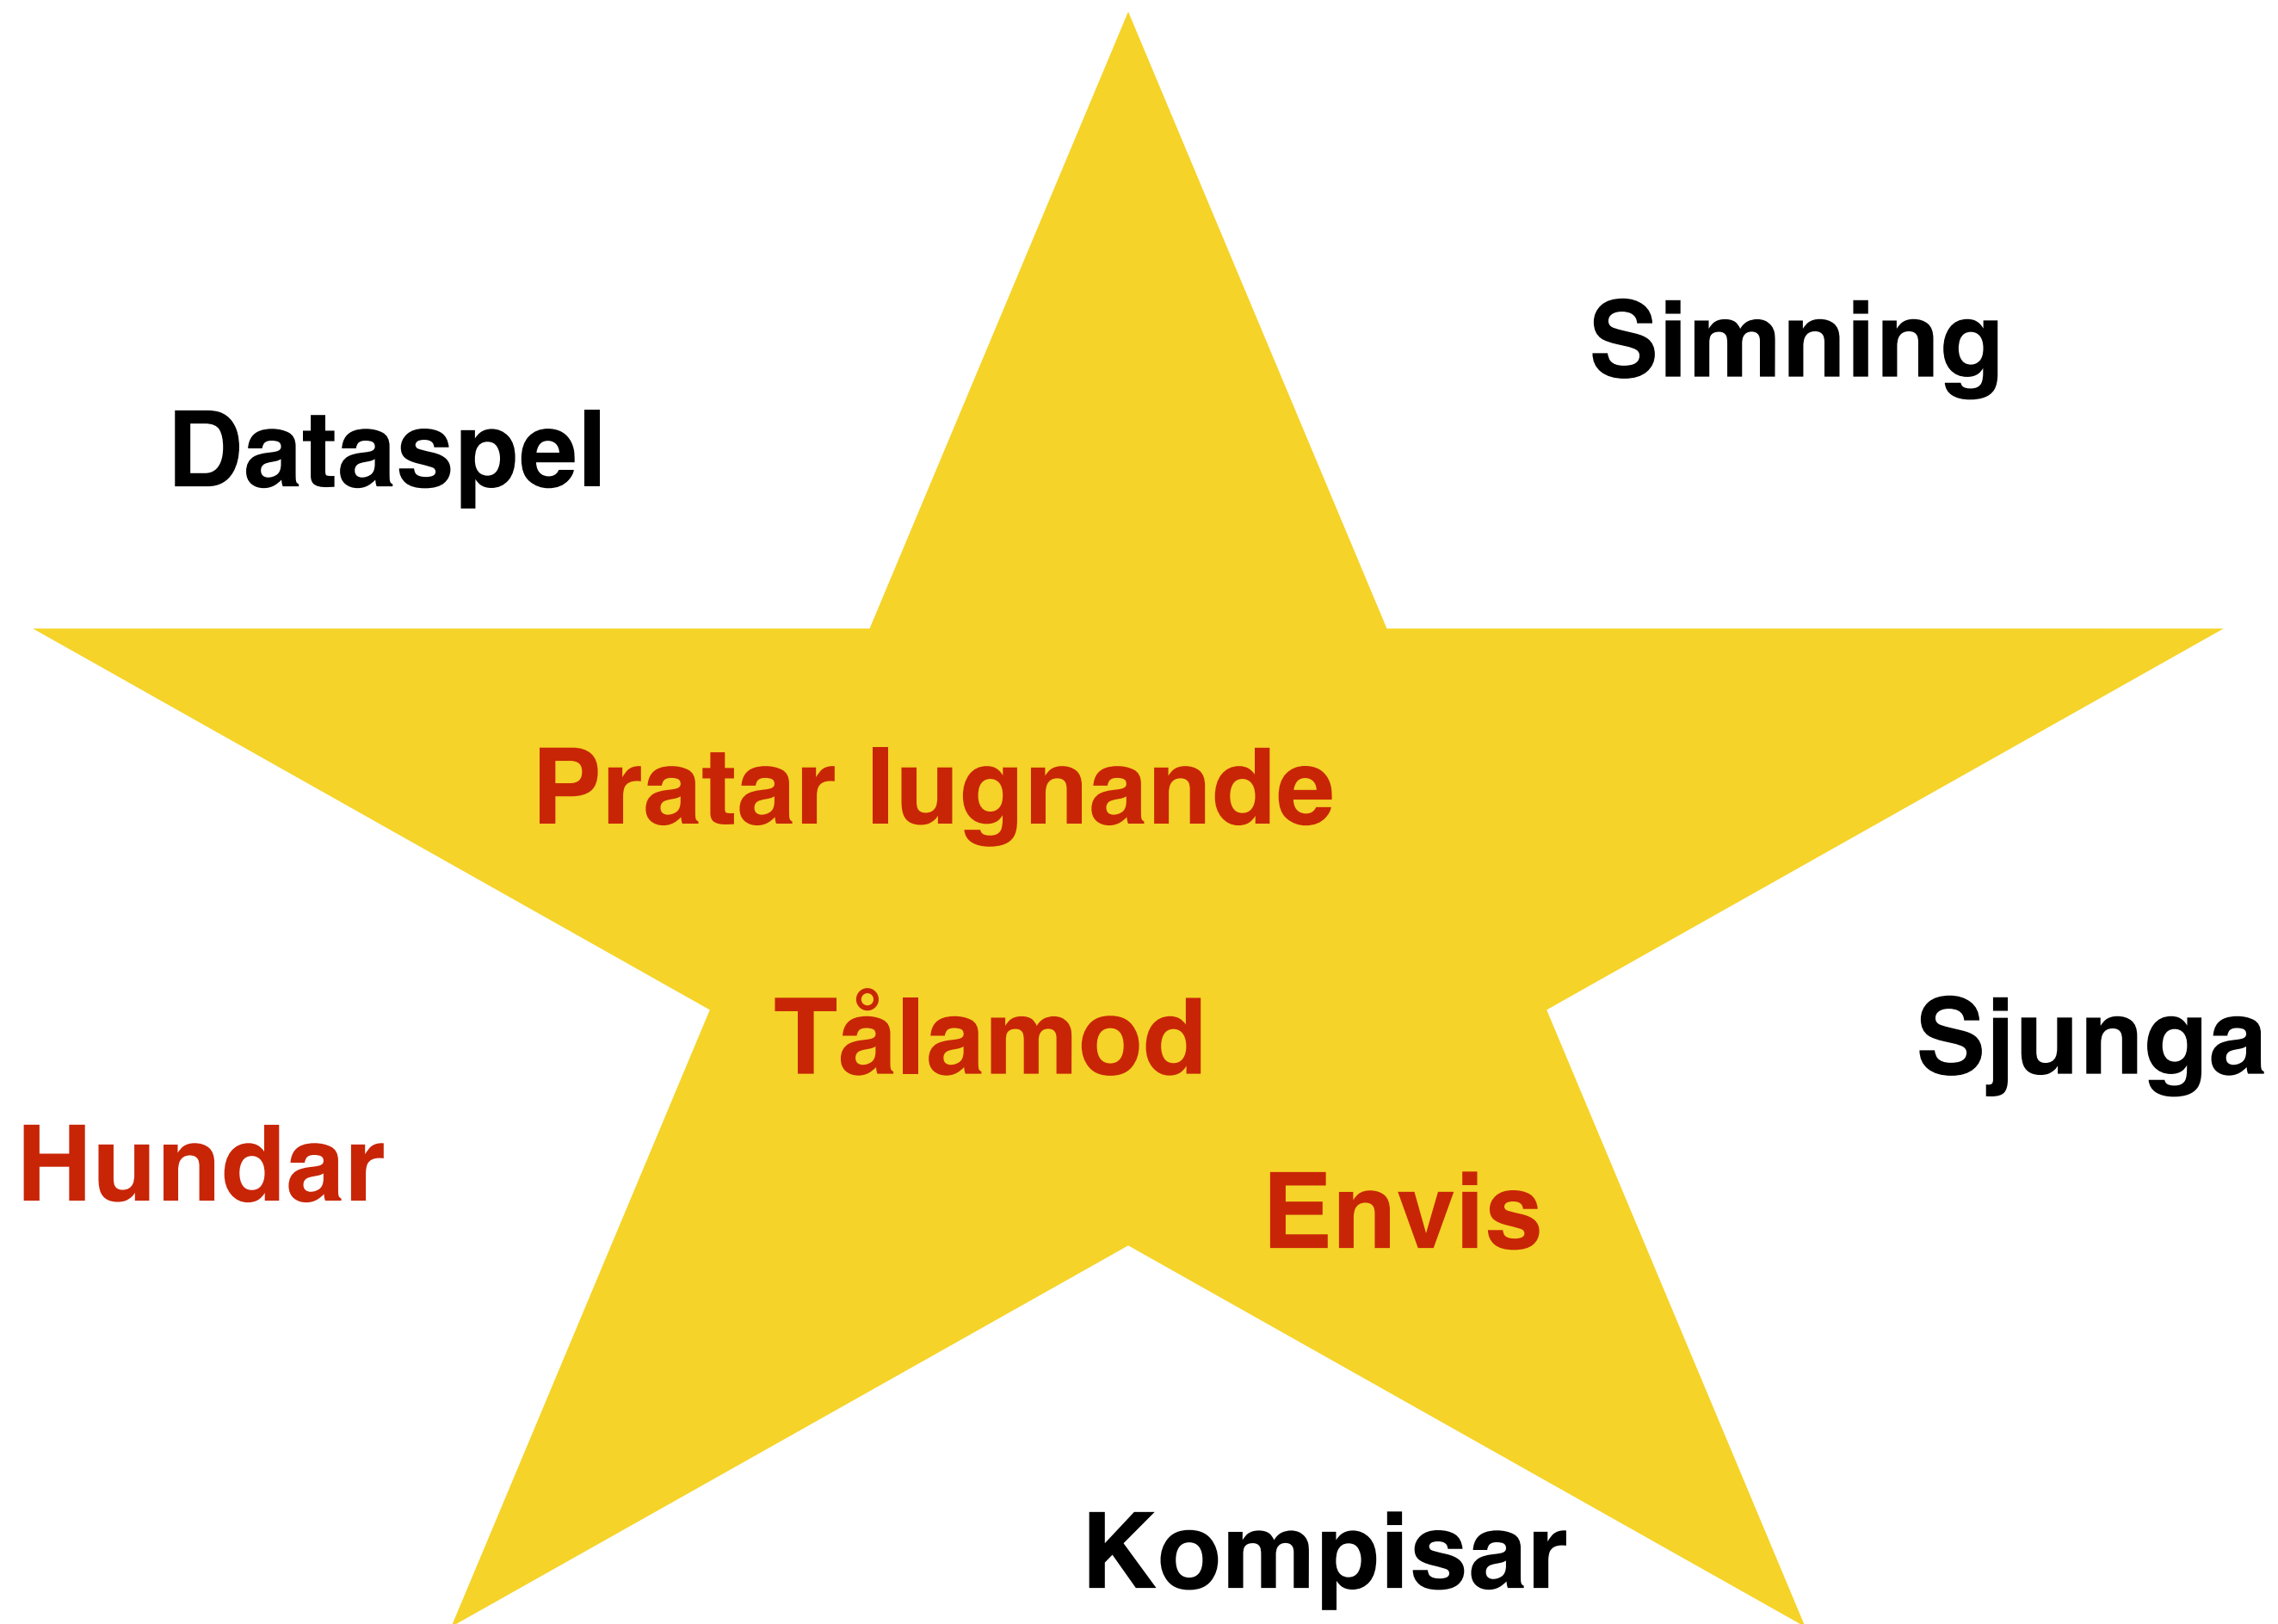 Simning
Dataspel
Pratar lugnande
Tålamod
Sjunga
Hundar
Envis
Kompisar